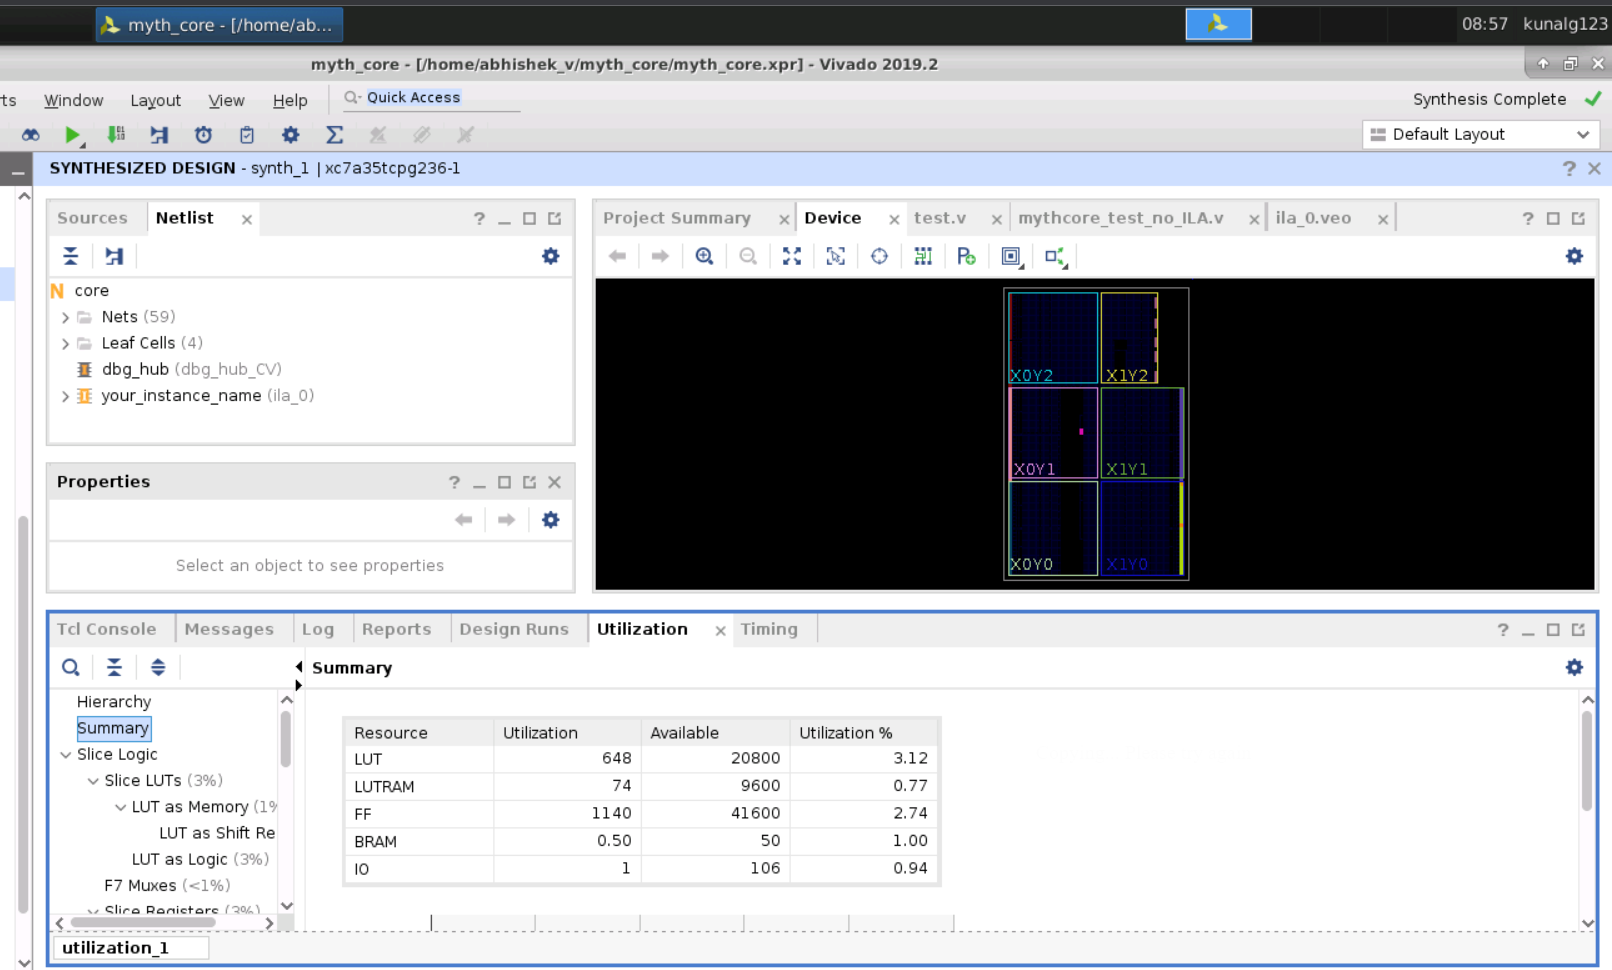 myth_core - [/home/ab...
08:57 kunalg123
myth_core - [/home/abhishek_v/myth_core/myth_core.xpr] - Vivado 2019.2
ts Window Layout View Help Quick Access Synthesis Complete
Default Layout
SYNTHESIZED DESIGN - synth_1 | xc7a35tcpg236-1
Sources Netlist
Project Summary Device test.v mythcore_test_no_ILA.v ila_0.veo
N core
Nets (59)
Leaf Cells (4)
dbg_hub (dbg_hub_CV)
your_instance_name (ila_0)
X0Y2 X1Y2
X0Y1 X1Y1
X0Y0 X1Y0
Properties
Select an object to see properties
Tcl Console Messages Log Reports Design Runs Utilization Timing
Summary
Hierarchy
Summary
Slice Logic
Slice LUTs (3%)
LUT as Memory (1%
LUT as Shift Re
LUT as Logic (3%)
F7 Muxes (<1%)
Slice Registers (3%)
Resource Utilization Available Utilization %
LUT 648 20800 3.12
LUTRAM 74 9600 0.77
FF 1140 41600 2.74
BRAM 0.50 50 1.00
IO 1 106 0.94
utilization_1